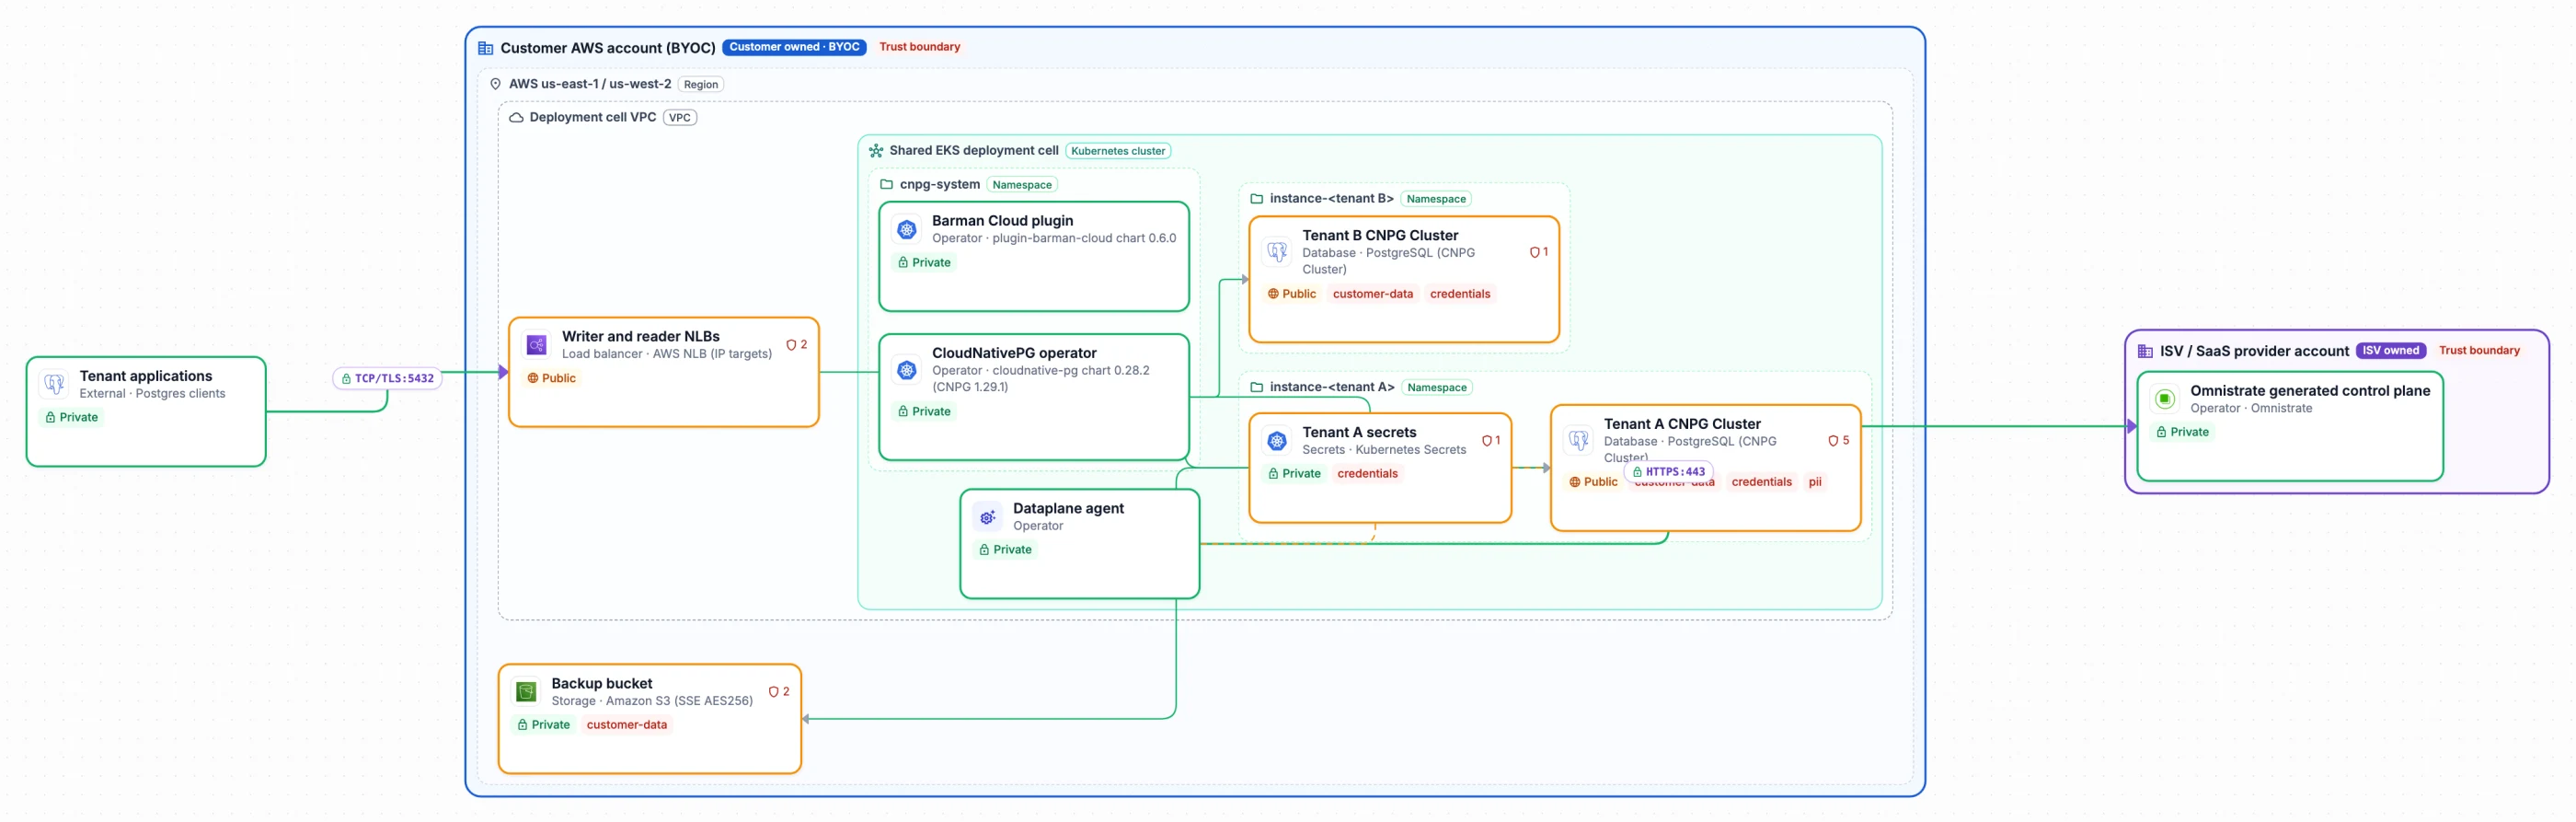 Customer AWS account (BYOC) Customer owned · BYOC Trust boundary
AWS us-east-1 / us-west-2 Region
Deployment cell VPC VPC
Shared EKS deployment cell Kubernetes cluster
cnpg-system Namespace
Barman Cloud plugin
Operator · plugin-barman-cloud chart 0.6.0
Private
instance-<tenant B> Namespace
Tenant B CNPG Cluster
Database · PostgreSQL (CNPG
Cluster)
1
Public customer-data credentials
Writer and reader NLBs
Load balancer · AWS NLB (IP targets)
2
Public
CloudNativePG operator
Operator · cloudnative-pg chart 0.28.2
(CNPG 1.29.1)
Private
Tenant applications
External · Postgres clients
Private
TCP/TLS:5432
instance-<tenant A> Namespace
Tenant A secrets
Secrets · Kubernetes Secrets
1
Private credentials
Tenant A CNPG Cluster
Database · PostgreSQL (CNPG
Cluster)
5
HTTPS:443
Public customer-data credentials pii
Dataplane agent
Operator
Private
ISV / SaaS provider account ISV owned Trust boundary
Omnistrate generated control plane
Operator · Omnistrate
Private
Backup bucket
Storage · Amazon S3 (SSE AES256)
2
Private customer-data